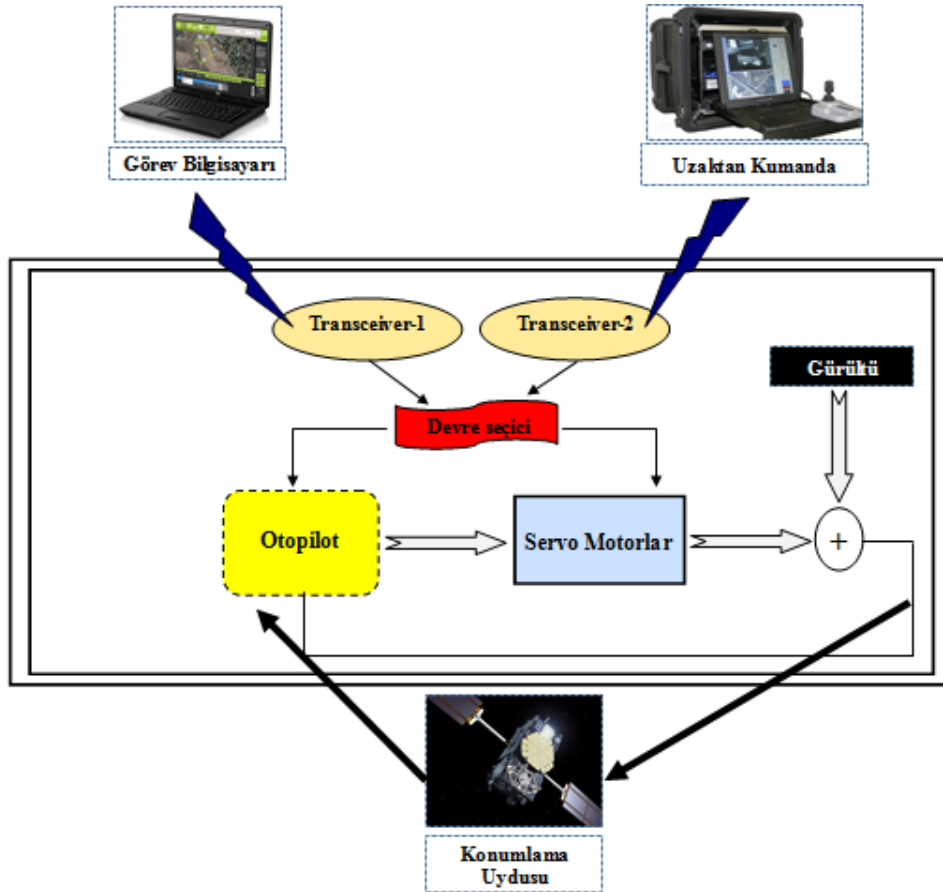 Görev Bilgisayarı
Uzaktan Kumanda
Transceiver-1
Transceiver-2
Gürültü
Devre seçici
Otopilot
Servo Motorlar
+
Konumlama
Uydusu